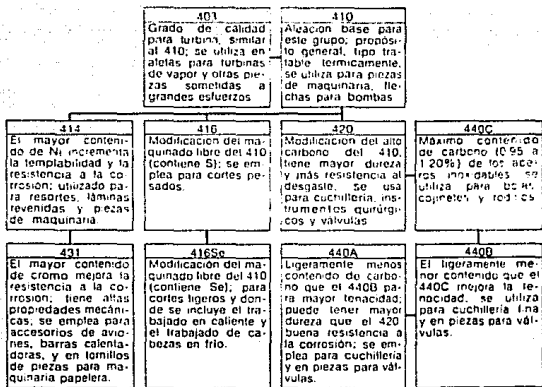 403
Grado de calidad
para turbina, similar
al 410; se utiliza en
aletas para turbinas
de vapor y otras pie-
zas sometidas a
grandes esfuerzos
410
Aleación base para
este grupo; propósi-
to general, tipo tra-
table termicamente,
se utiliza para piezas
de maquinaria, fle-
chas para bombas
414
El mayor conteni-
do de Ni incrementa
la templabilidad y la
resistencia a la co-
rrosión; utilizado pa-
ra resortes, láminas
revenidas y piezas
de maquinaria.
416
Modificación del ma-
quinado libre del 410
(contiene S); se em-
plea para cortes pe-
sados.
420
Modificación del alto
carbono del 410,
tiene mayor dureza
y más resistencia al
desgaste, se usa
para cuchillería, ins-
trumentos quirúrgi-
cos y válvulas
440C
Máximo contenido
de carbono (0.95 a
1.20%) de los ace-
ros inoxidables se
utiliza para
cojinetes y
431
El mayor contenido
de cromo mejora la
resistencia a la co-
rrosion; tiene altas
propiedades mecáni-
cas; se emplea para
accesorios de avio-
nes, barras calenta-
doras, y en tornillos
de piezas para ma-
quinaria papelera.
416Se
Modificación del ma-
quinado libre del 410
(contiene Se); para
cortes ligeros y don-
de se incluye el tra-
bajado en caliente y
el trabajado de ca-
bezas en frio.
440A
Ligeramente menos
contenido de carbo-
no que el 440B pa-
ra mayor tenacidad;
puede tener mayor
dureza que el 420
buena resistencia a
la corrosión; se em-
plea para cuchillería
y en piezas para vál-
vulas.
440B
El ligeramente me-
nor contenido que el
440C mejora la te-
nocidad. se utiliza
para cuchillería fina
y en piezas para vál-
vulas.